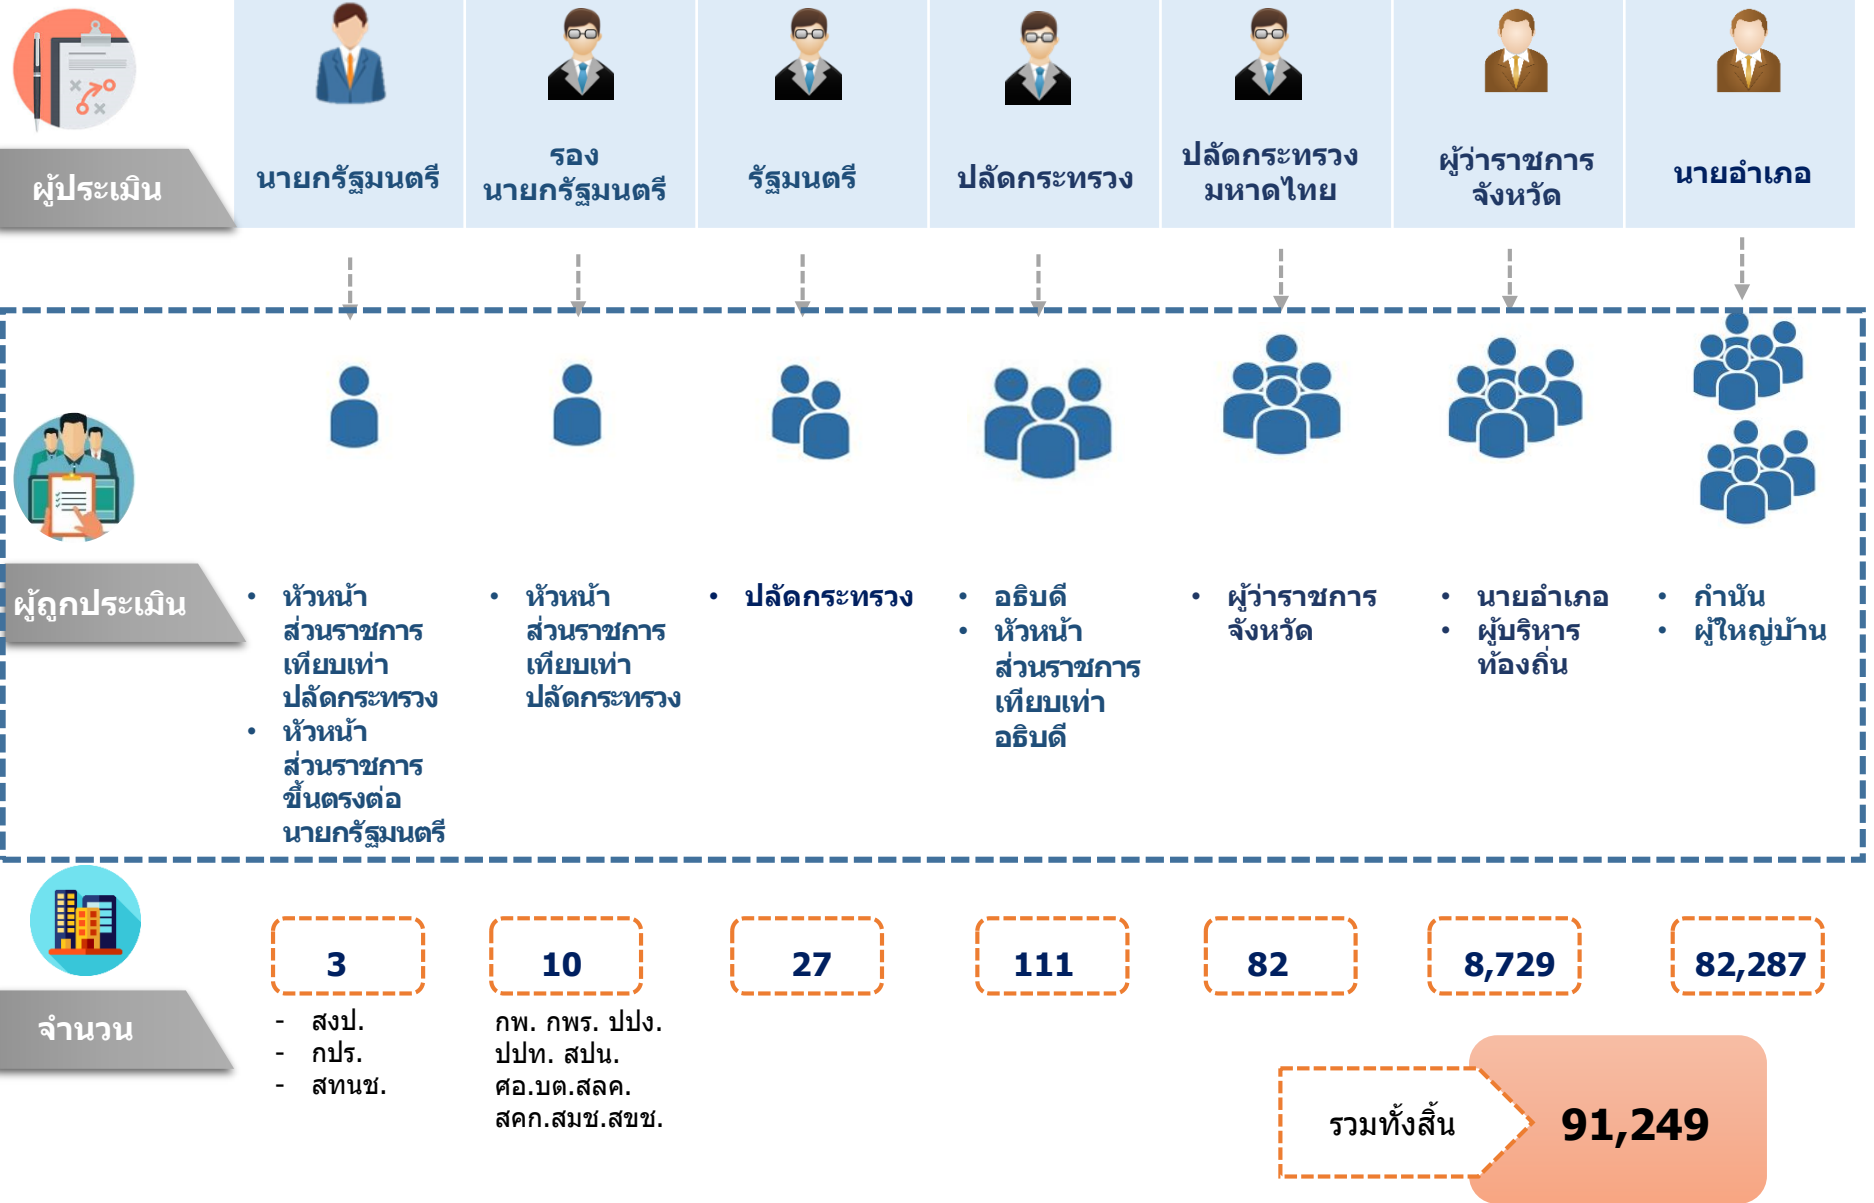 ผู้ประเมิน
นายกรัฐมนตรี
รอง
นายกรัฐมนตรี
รัฐมนตรี
ปลัดกระทรวง
ปลัดกระทรวง
มหาดไทย
ผู้ว่าราชการ
จังหวัด
นายอำเภอ
ผู้ถูกประเมิน
• หัวหน้า
ส่วนราชการ
เทียบเท่า
ปลัดกระทรวง
• หัวหน้า
ส่วนราชการ
ขึ้นตรงต่อ
นายกรัฐมนตรี
• หัวหน้า
ส่วนราชการ
เทียบเท่า
ปลัดกระทรวง
• ปลัดกระทรวง
• อธิบดี
• หัวหน้า
ส่วนราชการ
เทียบเท่า
อธิบดี
• ผู้ว่าราชการ
จังหวัด
• นายอำเภอ
• ผู้บริหาร
ท้องถิ่น
• กำนัน
• ผู้ใหญ่บ้าน
จำนวน
3
10
27
111
82
8,729
82,287
- สงป.
- กปร.
- สทนช.
กพ. กพร. ปปง.
ปปท. สปน.
ศอ.บต.สลค.
สคก.สมช.สขช.
รวมทั้งสิ้น
91,249